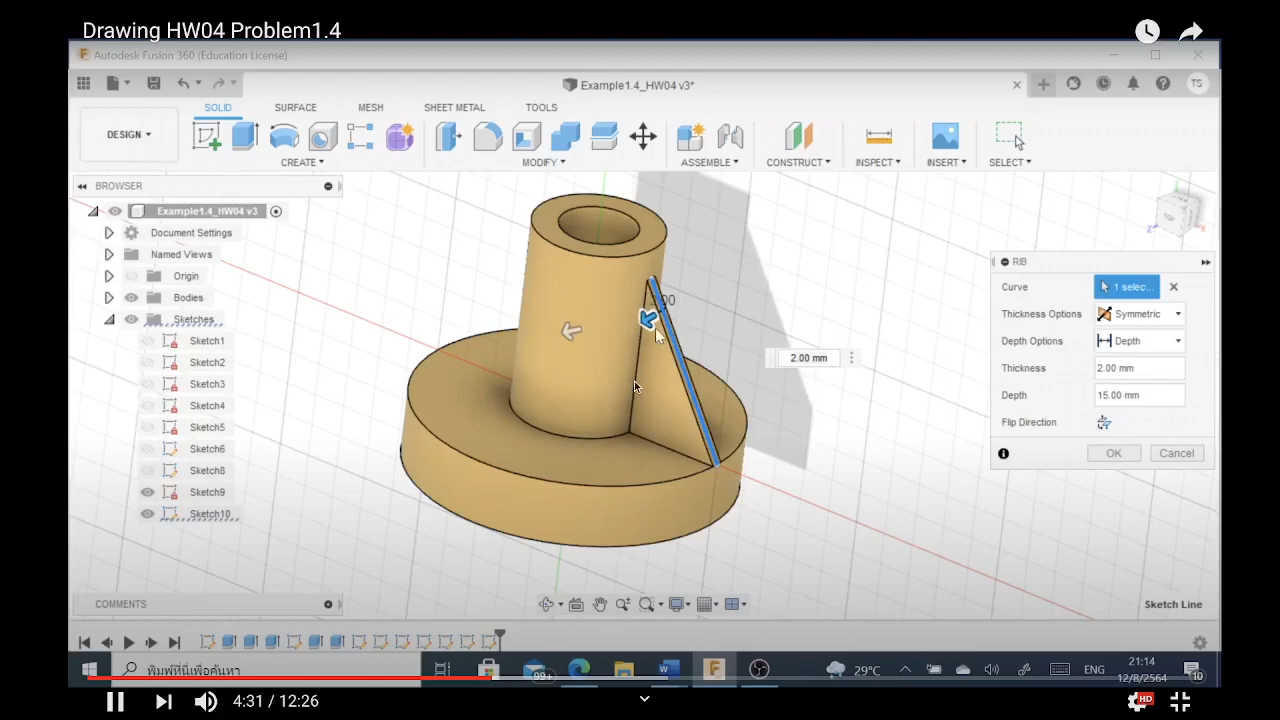 Drawing HW04 Problem1.4
Autodesk Fusion 360 (Education License)
Example1.4_HW04 v3*
TS
SOLID SURFACE MESH SHEET METAL TOOLS
DESIGN
CREATE MODIFY ASSEMBLE CONSTRUCT INSPECT INSERT SELECT
BROWSER
Example1.4_HW04 v3
Document Settings
Named Views
Origin
Bodies
Sketches
Sketch1
Sketch2
Sketch3
Sketch4
Sketch5
Sketch6
Sketch8
Sketch9
Sketch10
2.00 mm
RIB
Curve 1 selec...
Thickness Options Symmetric
Depth Options Depth
Thickness 2.00 mm
Depth 15.00 mm
Flip Direction
OK Cancel
COMMENTS
Sketch Line
พิมพ์ที่นี่เพื่อค้นหา
99+
29°C
ENG
21:14
12/8/2564
10
4:31 / 12:26
HD